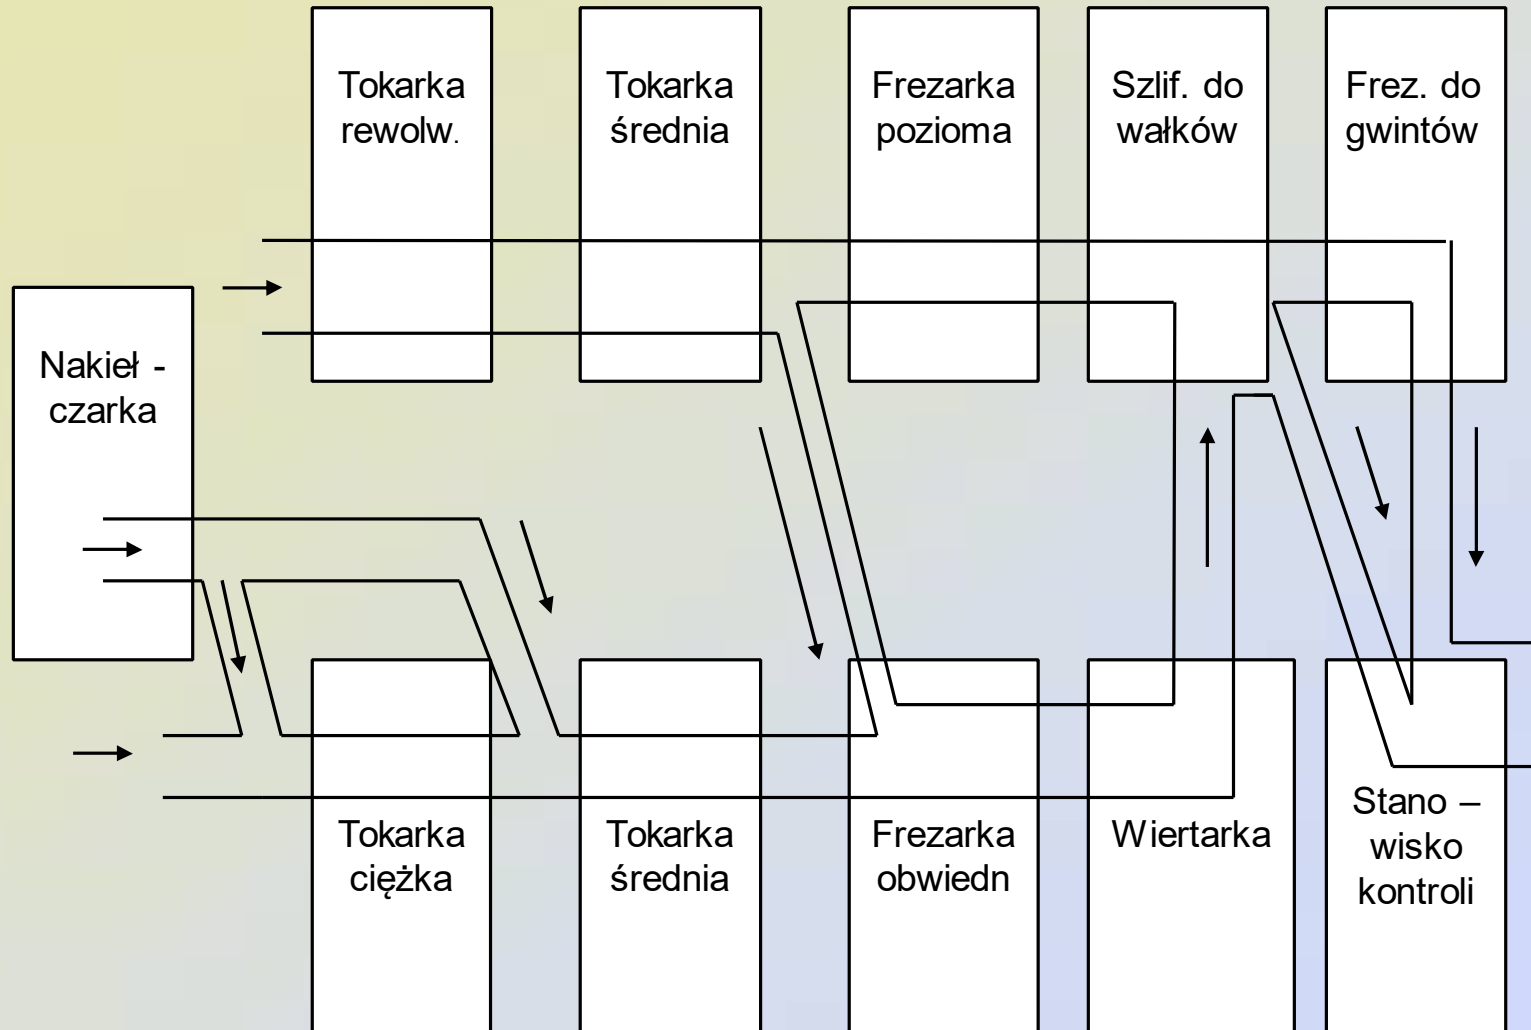 Tokarka
rewolw.
Tokarka
średnia
Frezarka
pozioma
Szlif. do
wałków
Frez. do
gwintów
Nakieł -
czarka
Tokarka
ciężka
Tokarka
średnia
Frezarka
obwiedn
Wiertarka
Stano –
wisko
kontroli